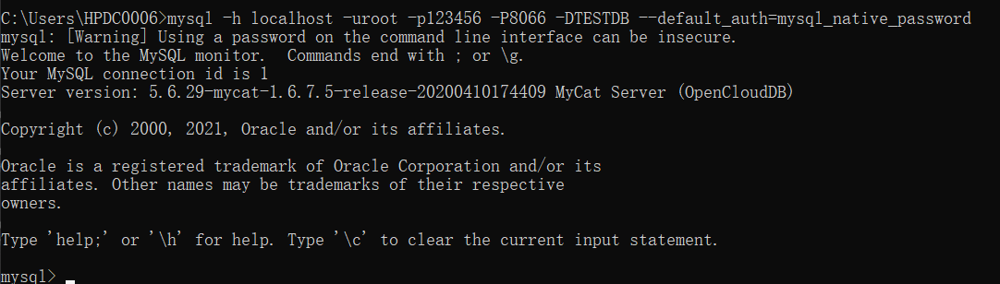 C:\Users\HPDC0006>mysql -h localhost -uroot -p123456 -P8066 -DTESTDB --default_auth=mysql_native_password
mysql: [Warning] Using a password on the command line interface can be insecure.
Welcome to the MySQL monitor.  Commands end with ; or \g.
Your MySQL connection id is 1
Server version: 5.6.29-mycat-1.6.7.5-release-20200410174409 MyCat Server (OpenCloudDB)
Copyright (c) 2000, 2021, Oracle and/or its affiliates.
Oracle is a registered trademark of Oracle Corporation and/or its
affiliates. Other names may be trademarks of their respective
owners.
Type 'help;' or '\h' for help. Type '\c' to clear the current input statement.
mysql> _